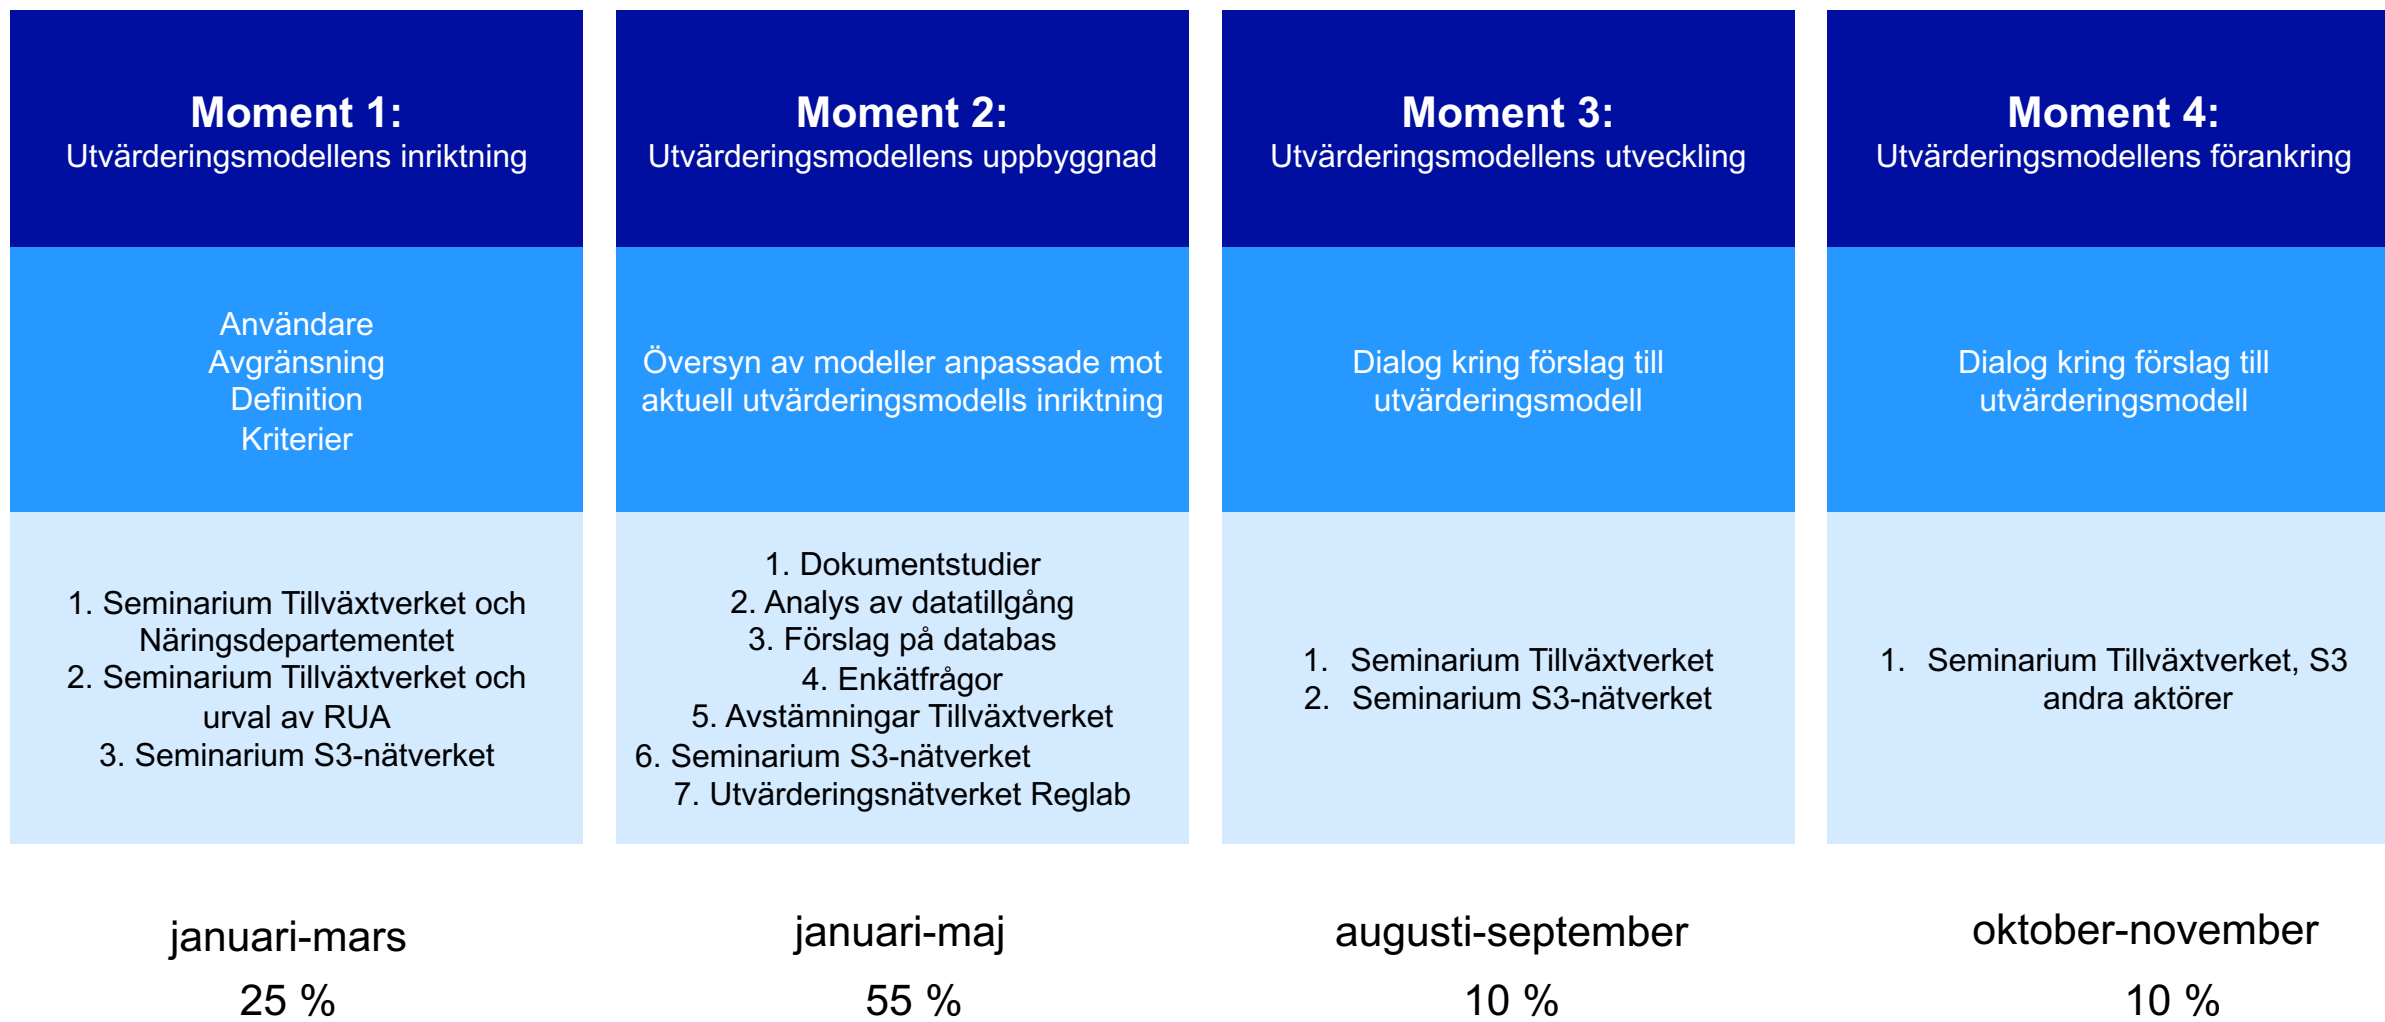 Moment 1:
Utvärderingsmodellens inriktning
Användare
Avgränsning
Definition
Kriterier
1. Seminarium Tillväxtverket och
Näringsdepartementet
2. Seminarium Tillväxtverket och
urval av RUA
3. Seminarium S3-nätverket
januari-mars
25 %
Moment 2:
Utvärderingsmodellens uppbyggnad
Översyn av modeller anpassade mot
aktuell utvärderingsmodells inriktning
1. Dokumentstudier
2. Analys av datatillgång
3. Förslag på databas
4. Enkätfrågor
5. Avstämningar Tillväxtverket
6. Seminarium S3-nätverket
7. Utvärderingsnätverket Reglab
januari-maj
55 %
Moment 3:
Utvärderingsmodellens utveckling
Dialog kring förslag till
utvärderingsmodell
1. Seminarium Tillväxtverket
2. Seminarium S3-nätverket
augusti-september
10 %
Moment 4:
Utvärderingsmodellens förankring
Dialog kring förslag till
utvärderingsmodell
1. Seminarium Tillväxtverket, S3
andra aktörer
oktober-november
10 %